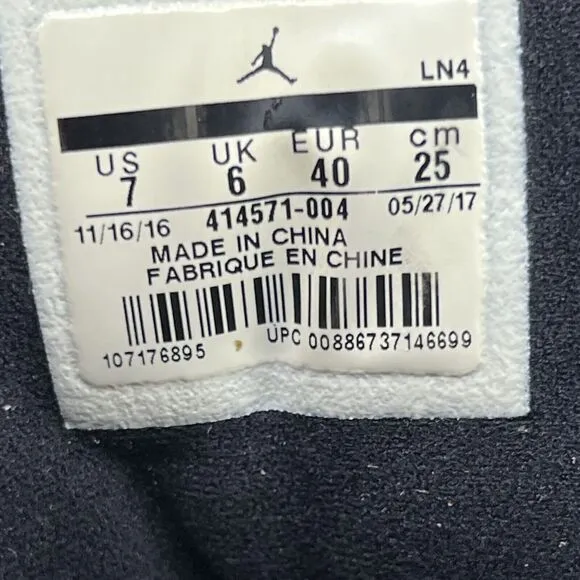 LN4
US UK EUR cm
7 6 40 25
11/16/16 414571-004 05/27/17
MADE IN CHINA
FABRIQUE EN CHINE
107176895 UPC 00886737146699